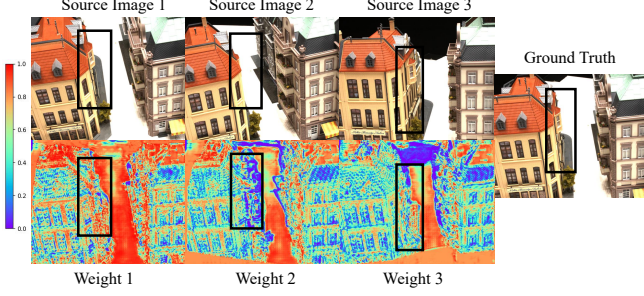 Source Image 1
Source Image 2
Source Image 3
Ground Truth
1.0
0.8
0.6
0.4
0.2
0.0
Weight 1
Weight 2
Weight 3